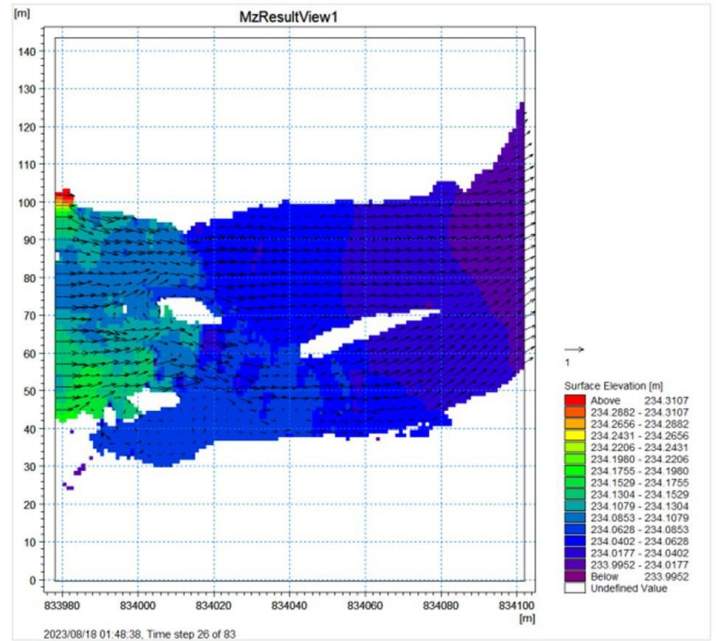 MzResultView1
[m]
140
130
120
110
100
90
80
70
60
50
40
30
20
10
0
833980 834000 834020 834040 834060 834080 834100
[m]
2023/08/18 01:48:38, Time step 26 of 83
1
Surface Elevation [m]
Above 234.3107
234.2882 - 234.3107
234.2656 - 234.2882
234.2431 - 234.2656
234.2206 - 234.2431
234.1980 - 234.2206
234.1755 - 234.1980
234.1529 - 234.1755
234.1304 - 234.1529
234.1079 - 234.1304
234.0853 - 234.1079
234.0628 - 234.0853
234.0402 - 234.0628
234.0177 - 234.0402
233.9952 - 234.0177
Below 233.9952
Undefined Value